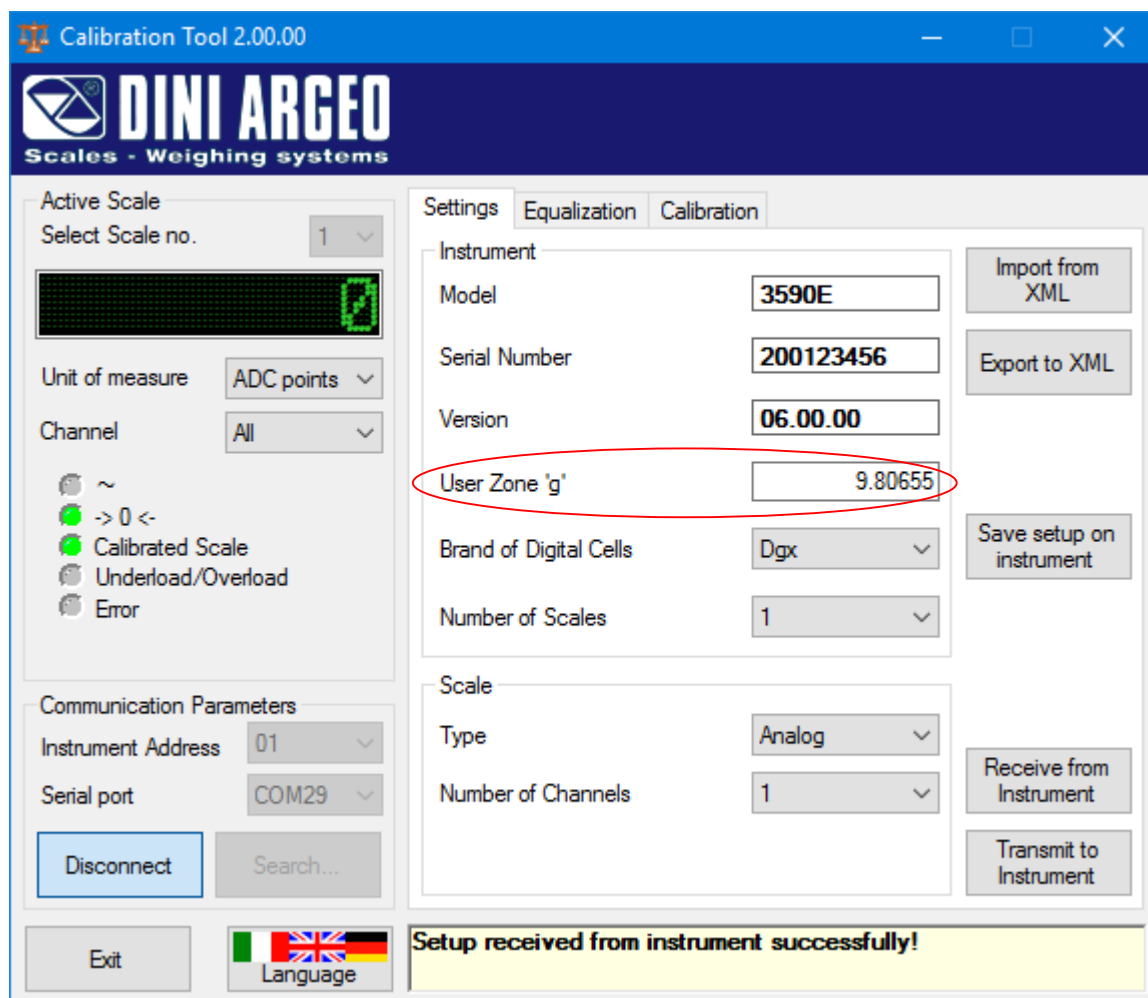 Calibration Tool 2.00.00
DINI ARGEO
®
Scales - Weighing systems
Active Scale
Select Scale no.
1
0
Unit of measure
ADC points
Channel
All
~
-> 0 <-
Calibrated Scale
Underload/Overload
Error
Communication Parameters
Instrument Address
01
Serial port
COM29
Disconnect
Search...
Exit
Language
Settings
Equalization
Calibration
Instrument
Model
3590E
Serial Number
200123456
Version
06.00.00
User Zone 'g'
9.80655
Brand of Digital Cells
Dgx
Number of Scales
1
Scale
Type
Analog
Number of Channels
1
Import from
XML
Export to XML
Save setup on
instrument
Receive from
Instrument
Transmit to
Instrument
Setup received from instrument successfully!